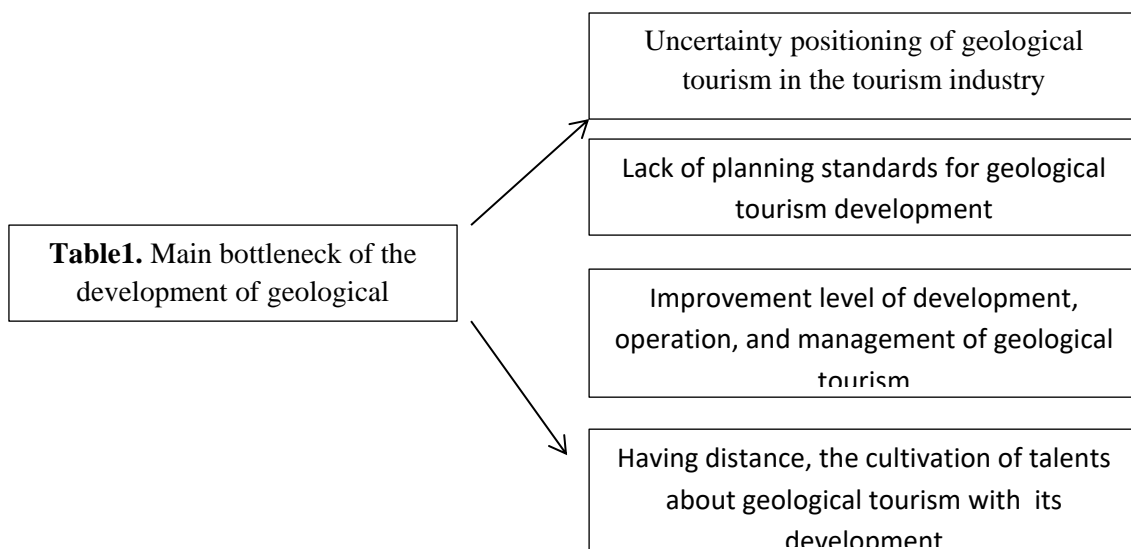 Uncertainty positioning of geological
tourism in the tourism industry
Lack of planning standards for geological
tourism development
Table1. Main bottleneck of the
development of geological
Improvement level of development,
operation, and management of geological
tourism
Having distance, the cultivation of talents
about geological tourism with its
development